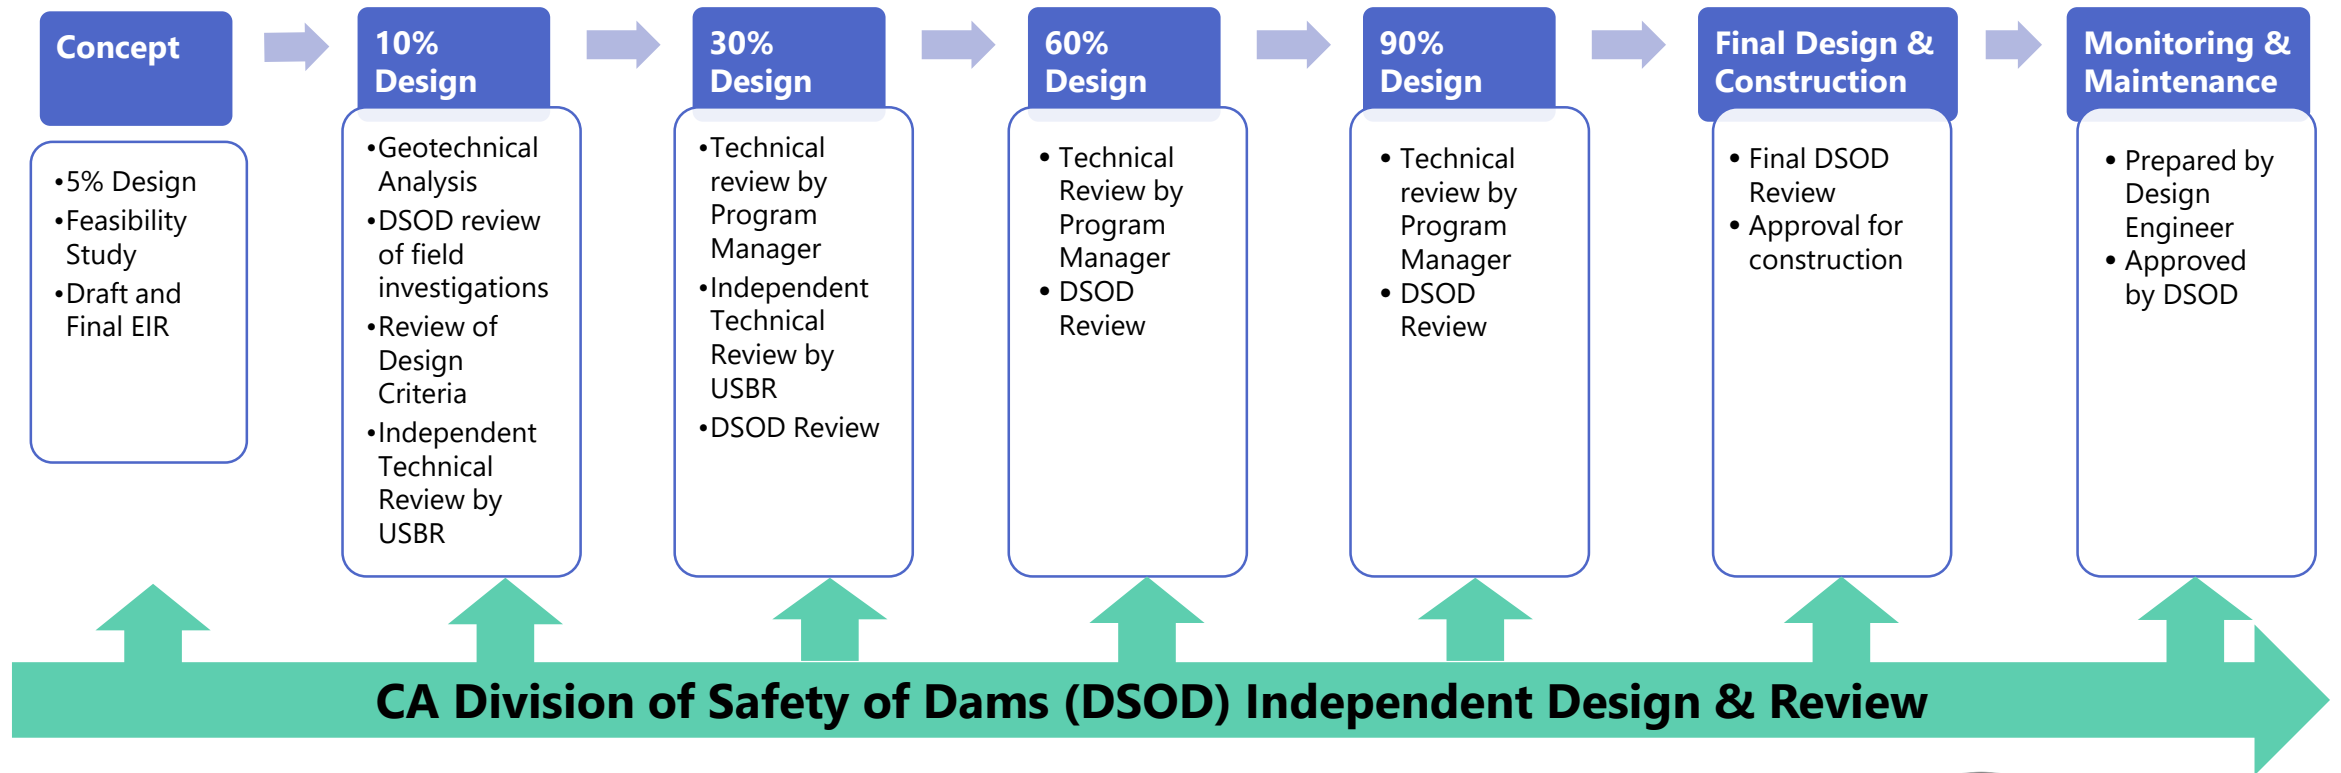 Concept
•5% Design
•Feasibility
Study
•Draft and
Final EIR
10%
Design
•Geotechnical
Analysis
•DSOD review
of field
investigations
•Review of
Design
Criteria
•Independent
Technical
Review by
USBR
30%
Design
•Technical
review by
Program
Manager
•Independent
Technical
Review by
USBR
•DSOD Review
60%
Design
• Technical
Review by
Program
Manager
• DSOD
Review
90%
Design
• Technical
review by
Program
Manager
• DSOD
Review
Final Design &
Construction
• Final DSOD
Review
• Approval for
construction
Monitoring &
Maintenance
• Prepared by
Design
Engineer
• Approved
by DSOD
CA Division of Safety of Dams (DSOD) Independent Design & Review